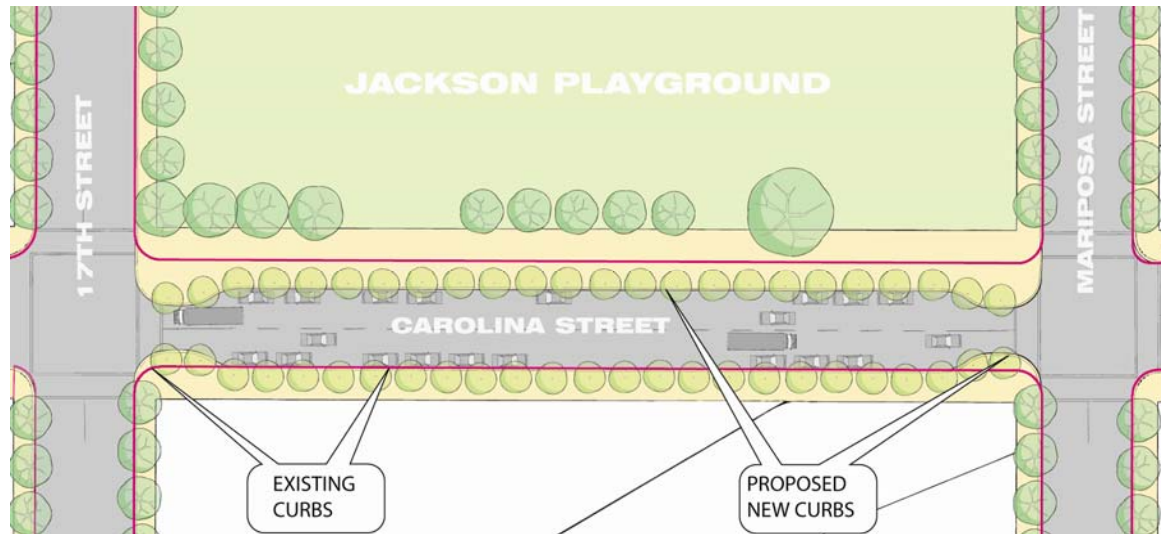 JACKSON PLAYGROUND
17TH STREET
MARIPOSA STREET
CAROLINA STREET
EXISTING
CURBS
PROPOSED
NEW CURBS